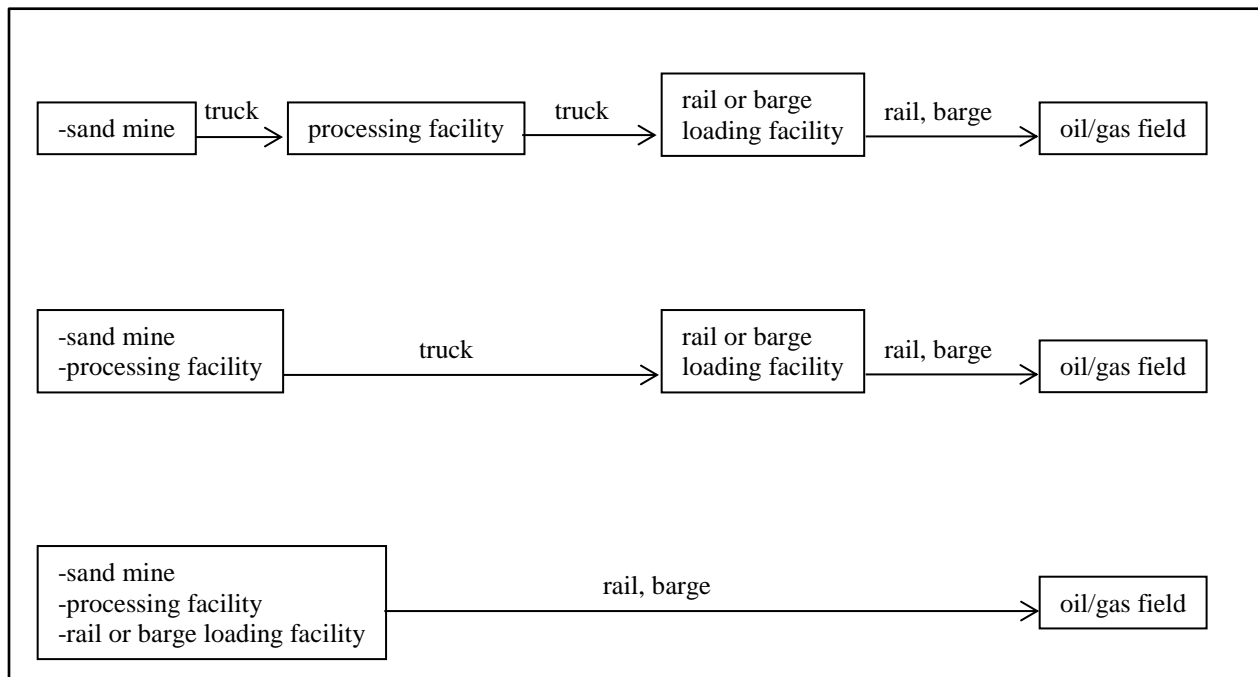 truck
truck
rail, barge
-sand mine
processing facility
rail or barge
loading facility
oil/gas field
-sand mine
-processing facility
truck
rail or barge
loading facility
rail, barge
oil/gas field
-sand mine
-processing facility
-rail or barge loading facility
rail, barge
oil/gas field